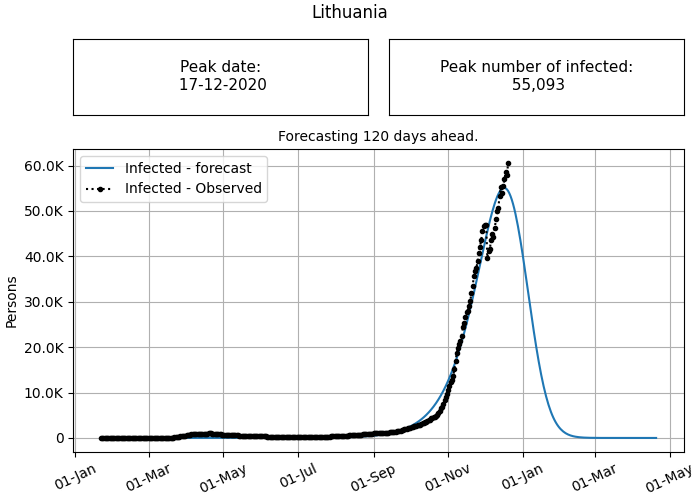 Lithuania
Peak date:
17-12-2020
Peak number of infected:
55,093
Forecasting 120 days ahead.
Infected - forecast
Infected - Observed
Persons
60.0K
50.0K
40.0K
30.0K
20.0K
10.0K
0
01-Jan
01-Mar
01-May
01-Jul
01-Sep
01-Nov
01-Jan
01-Mar
01-May